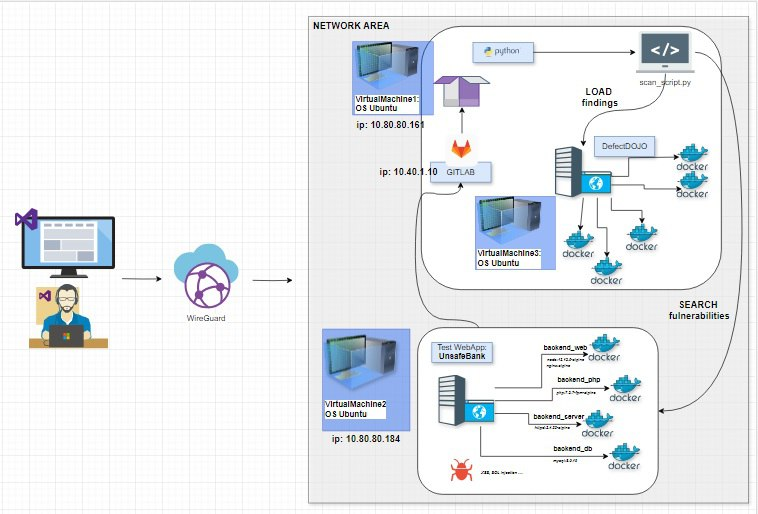 NETWORK AREA
python
scan_script.py
VirtualMachine1:
OS Ubuntu
ip: 10.80.80.161
LOAD
findings
DefectDOJO
docker
docker
ip: 10.40.1.10
GITLAB
VirtualMachine3:
OS Ubuntu
docker
docker
docker
WireGuard
SEARCH
fulnerabilities
Test WebApp:
UnsafeBank
backend_web
docker
VirtualMachine2
OS Ubuntu
ip: 10.80.80.184
backend_php
docker
backend_server
docker
backend_db
docker